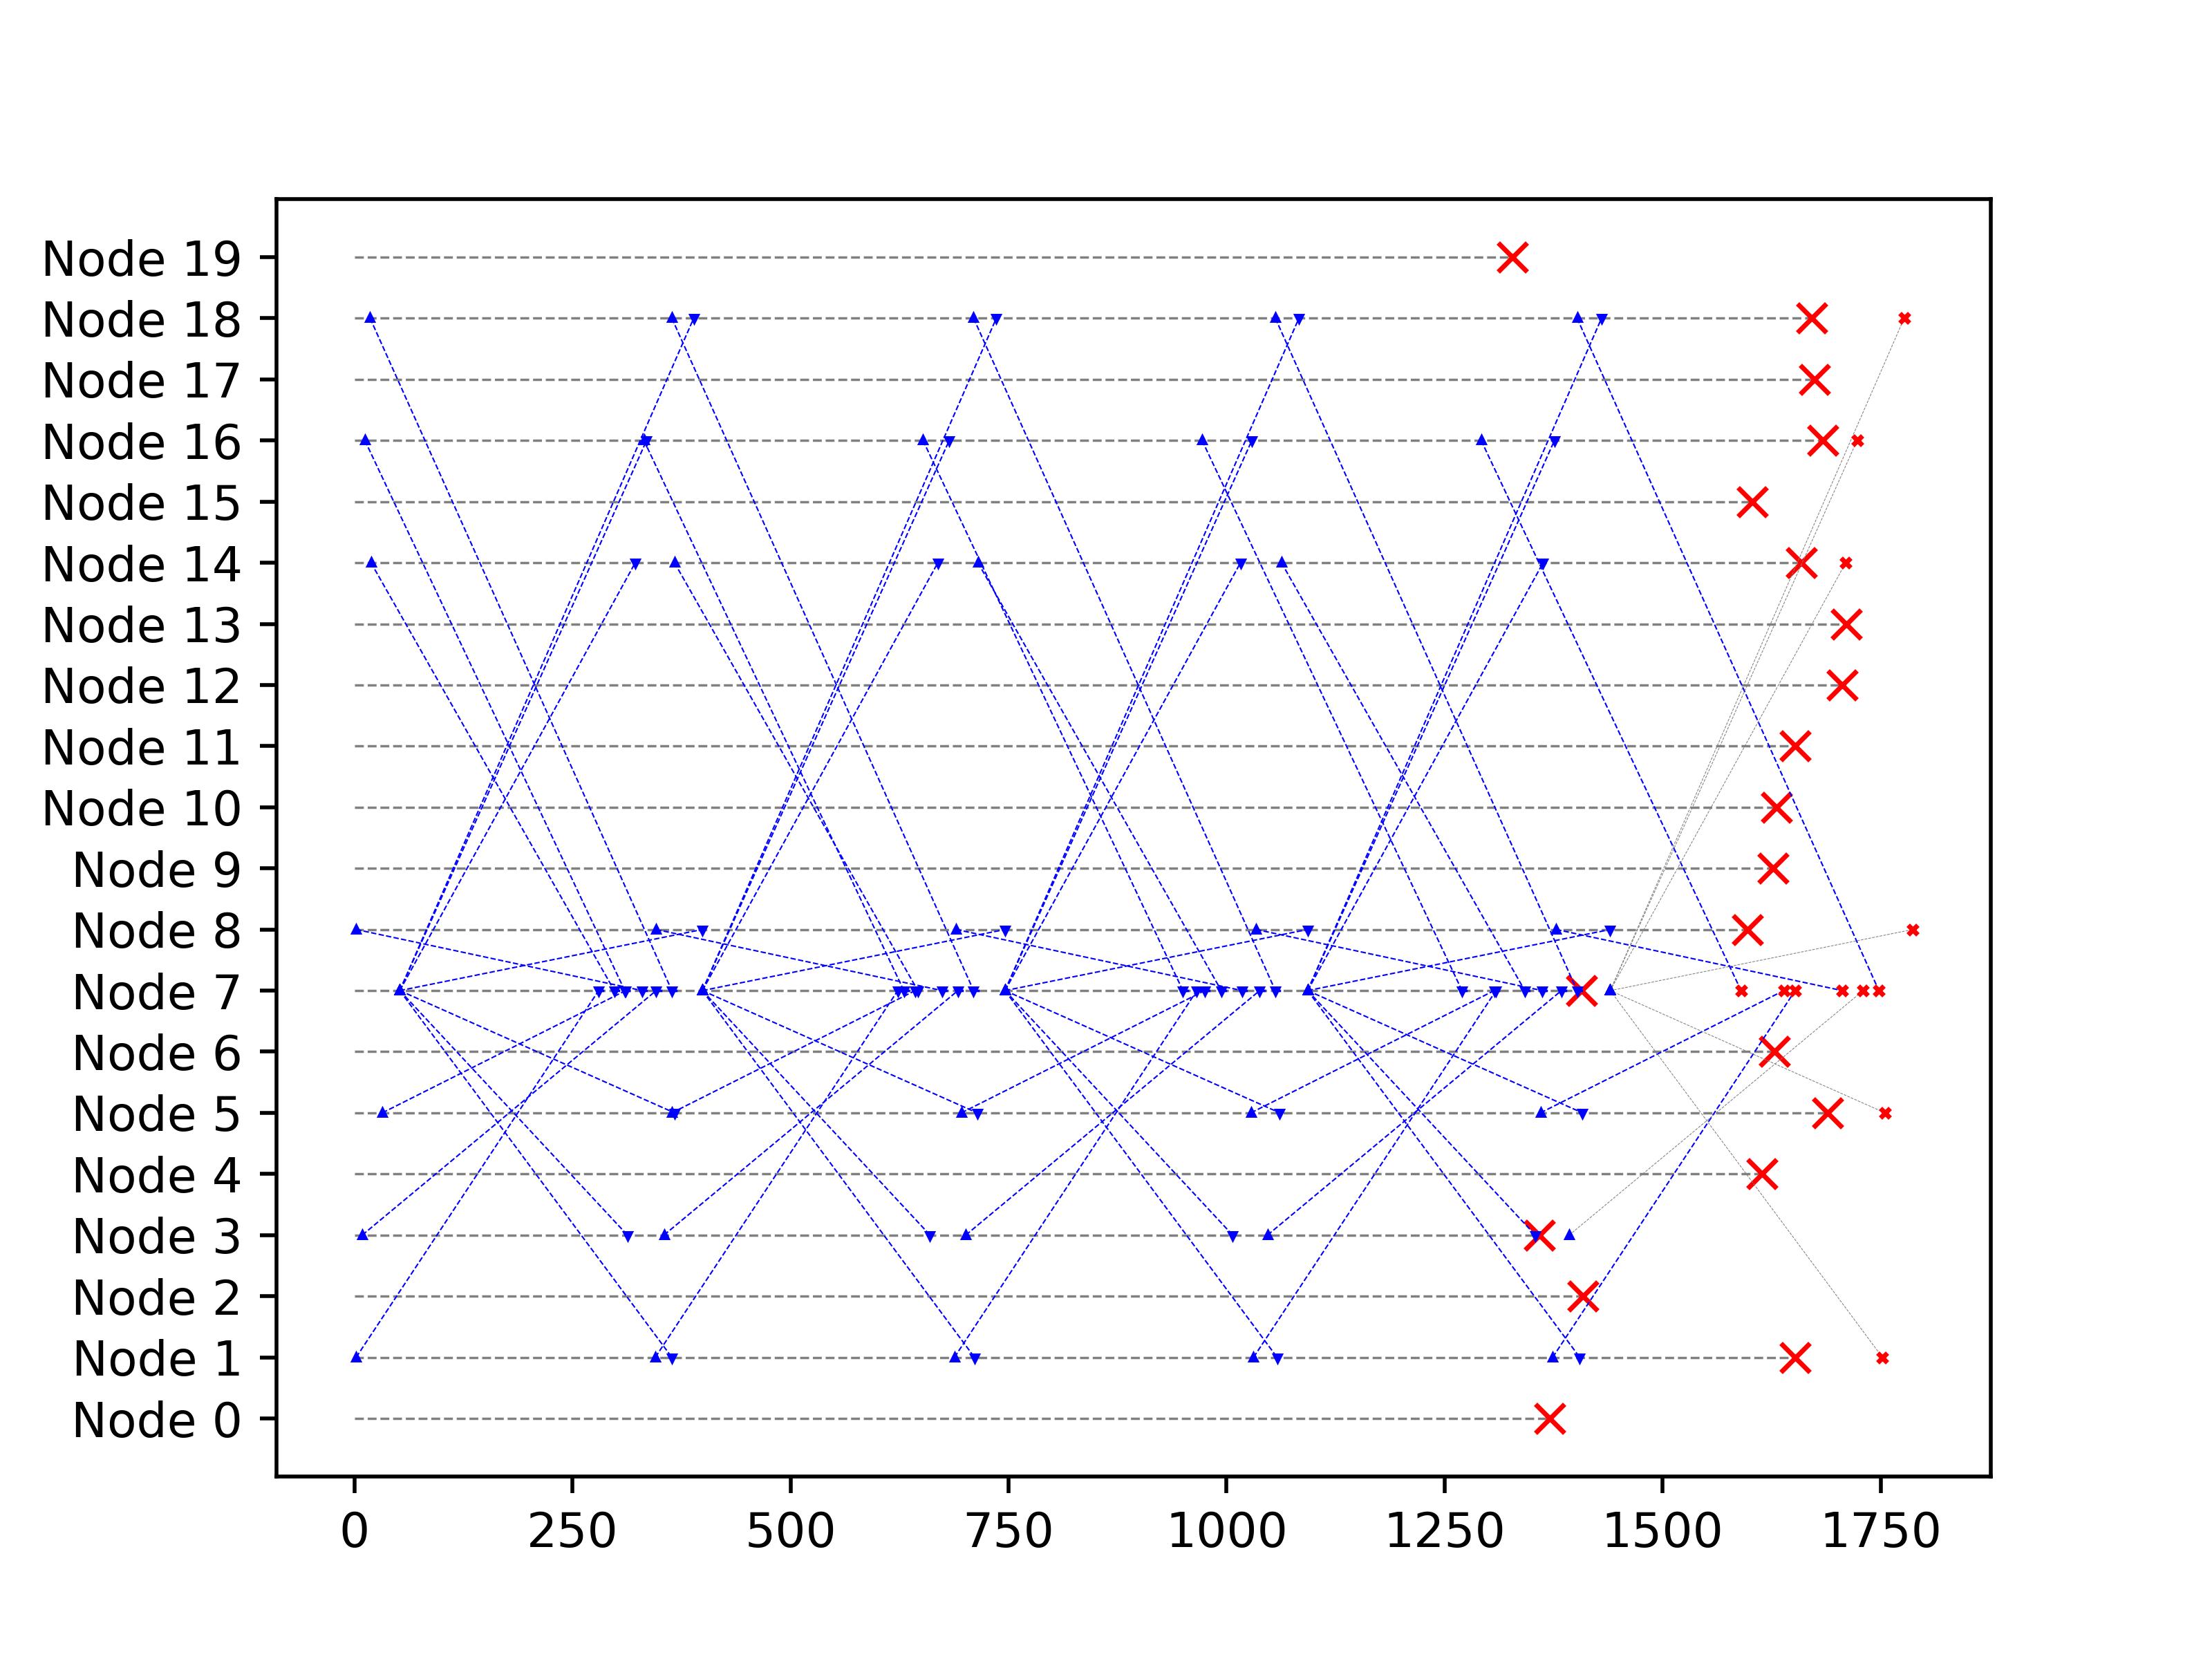 Node 19
Node 18
Node 17
Node 16
Node 15
Node 14
Node 13
Node 12
Node 11
Node 10
Node 9
Node 8
Node 7
Node 6
Node 5
Node 4
Node 3
Node 2
Node 1
Node 0
0 250 500 750 1000 1250 1500 1750